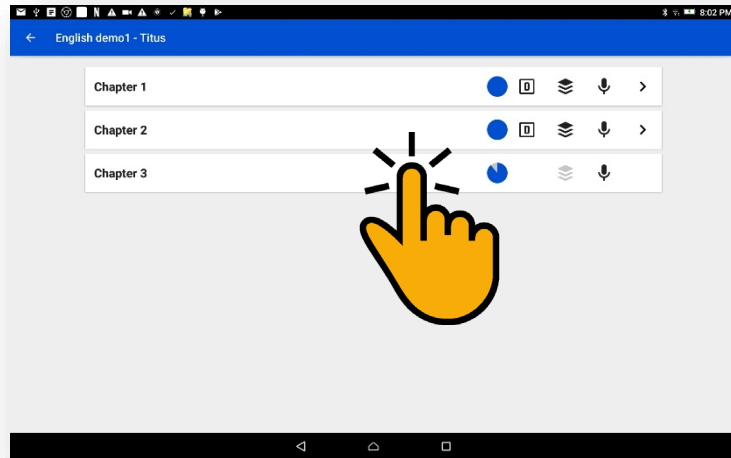 8:02 PM
English demo1 - Titus
Chapter 1
0
Chapter 2
0
Chapter 3